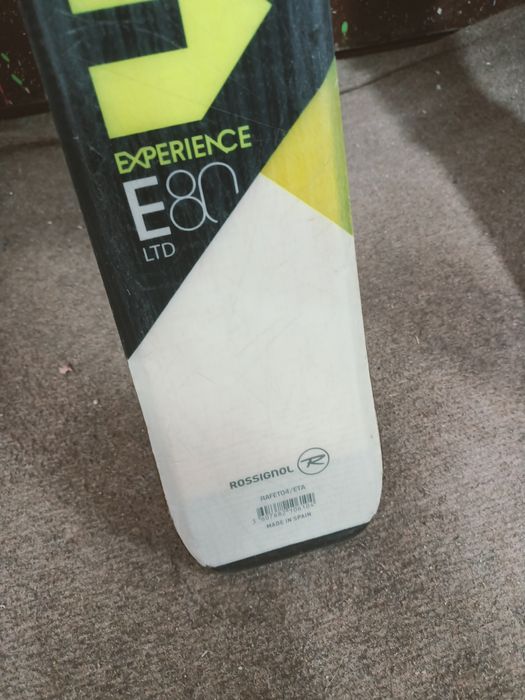 EXPERIENCE
E80
LTD
ROSSIGNOL R
RAFET04/ETA
MADE IN SPAIN